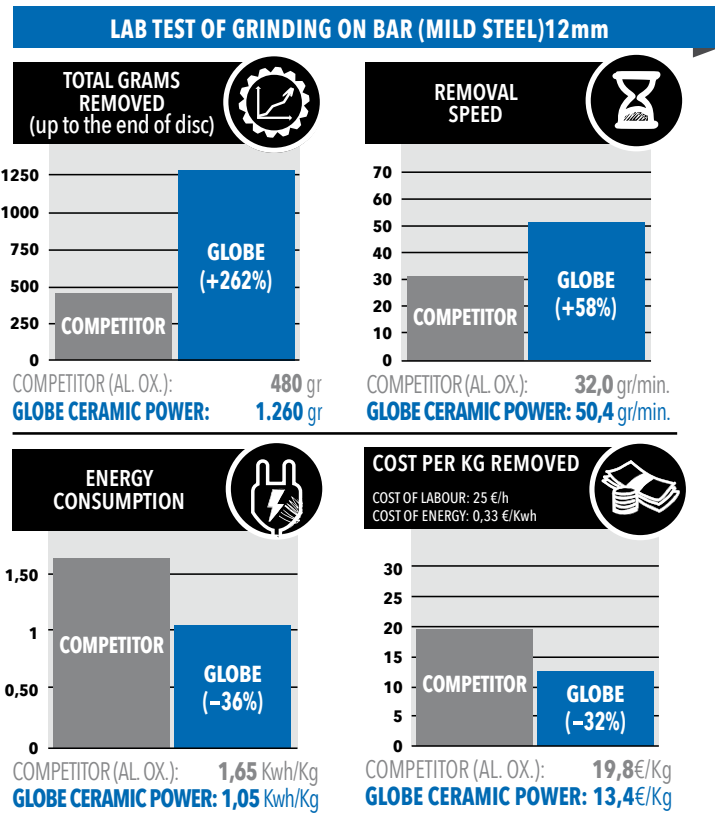 LAB TEST OF GRINDING ON BAR (MILD STEEL)12mm
TOTAL GRAMS
REMOVED
(up to the end of disc)
1250
1000
750
500
250
0
GLOBE
(+262%)
COMPETITOR
COMPETITOR (AL. OX.): 480 gr
GLOBE CERAMIC POWER: 1.260 gr
REMOVAL
SPEED
70
60
50
40
30
20
10
0
GLOBE
(+58%)
COMPETITOR
COMPETITOR (AL. OX.): 32,0 gr/min.
GLOBE CERAMIC POWER: 50,4 gr/min.
ENERGY
CONSUMPTION
1,50
1
0,50
0
COMPETITOR
GLOBE
(−36%)
COMPETITOR (AL. OX.): 1,65 Kwh/Kg
GLOBE CERAMIC POWER: 1,05 Kwh/Kg
COST PER KG REMOVED
COST OF LABOUR: 25 €/h
COST OF ENERGY: 0,33 €/Kwh
30
25
20
15
10
5
0
COMPETITOR
GLOBE
(−32%)
COMPETITOR (AL. OX.): 19,8€/Kg
GLOBE CERAMIC POWER: 13,4€/Kg